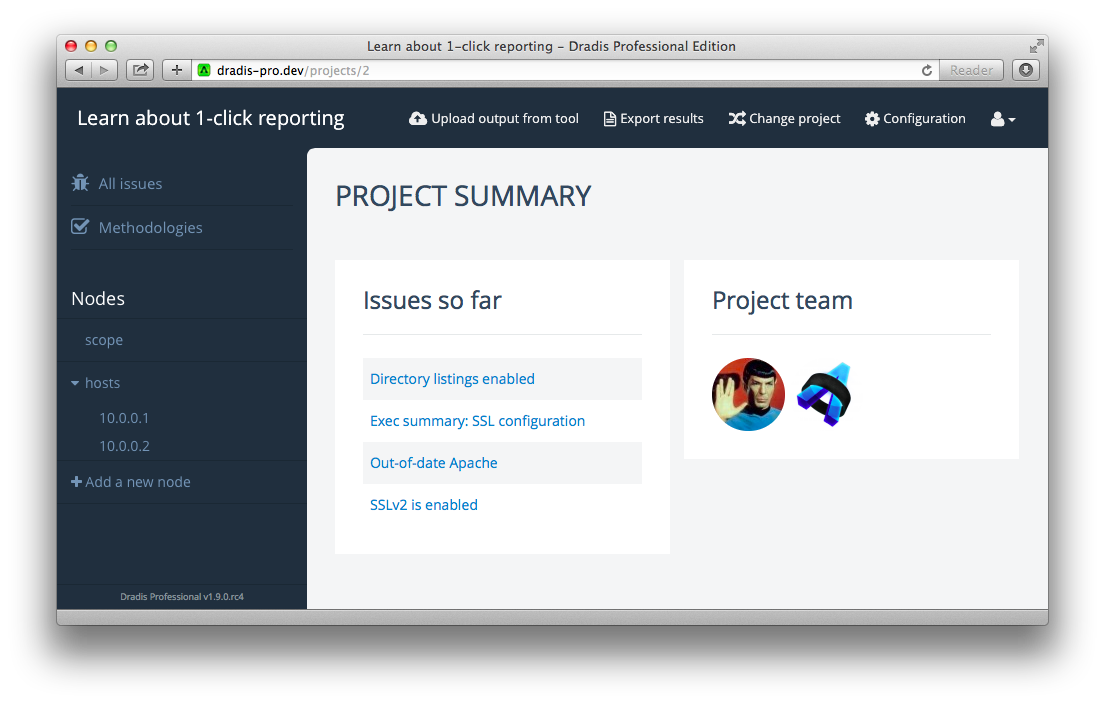 Learn about 1-click reporting – Dradis Professional Edition
dradis-pro.dev/projects/2
Reader
Learn about 1-click reporting
Upload output from tool
Export results
Change project
Configuration
All issues
Methodologies
Nodes
scope
hosts
10.0.0.1
10.0.0.2
Add a new node
Dradis Professional v1.9.0.rc4
PROJECT SUMMARY
Issues so far
Directory listings enabled
Exec summary: SSL configuration
Out-of-date Apache
SSLv2 is enabled
Project team